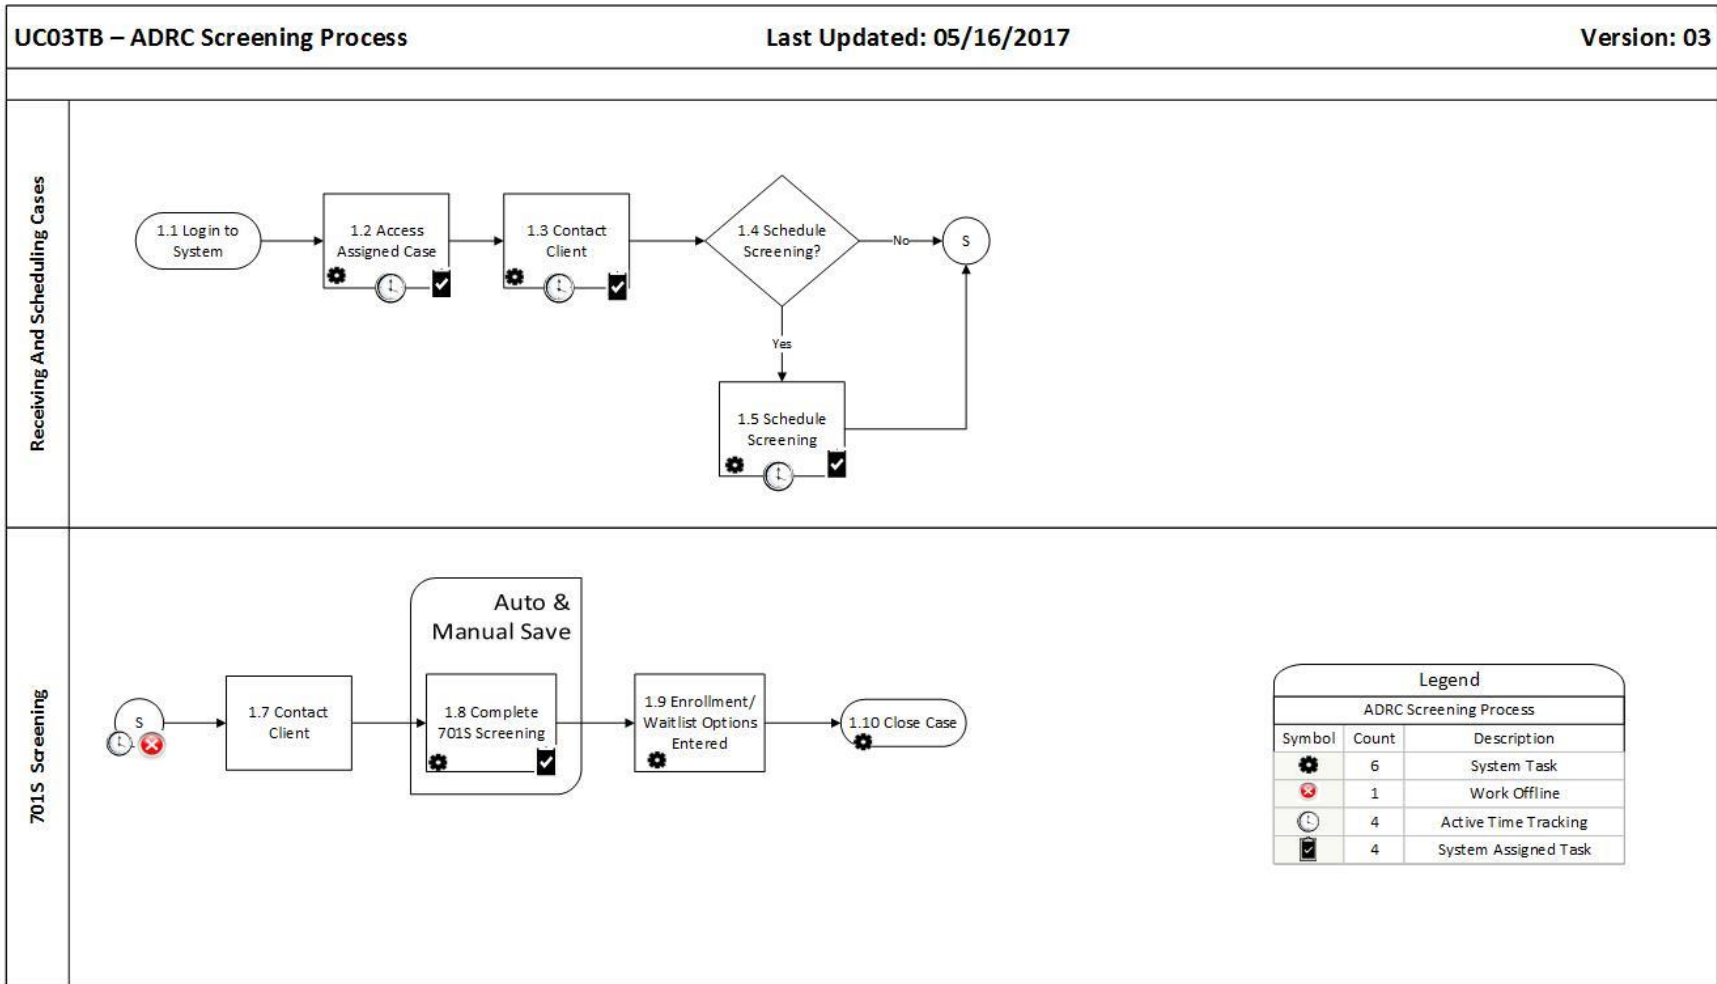 UC03TB – ADRC Screening Process
Last Updated: 05/16/2017
Version: 03
Receiving And Scheduling Cases
1.1 Login to
System
1.2 Access
Assigned Case
1.3 Contact
Client
1.4 Schedule
Screening?
No
S
Yes
1.5 Schedule
Screening
701S Screening
S
1.7 Contact
Client
Auto &
Manual Save
1.8 Complete
701S Screening
1.9 Enrollment/
Waitlist Options
Entered
1.10 Close Case
Legend
ADRC Screening Process
Symbol Count Description
6 System Task
1 Work Offline
4 Active Time Tracking
4 System Assigned Task